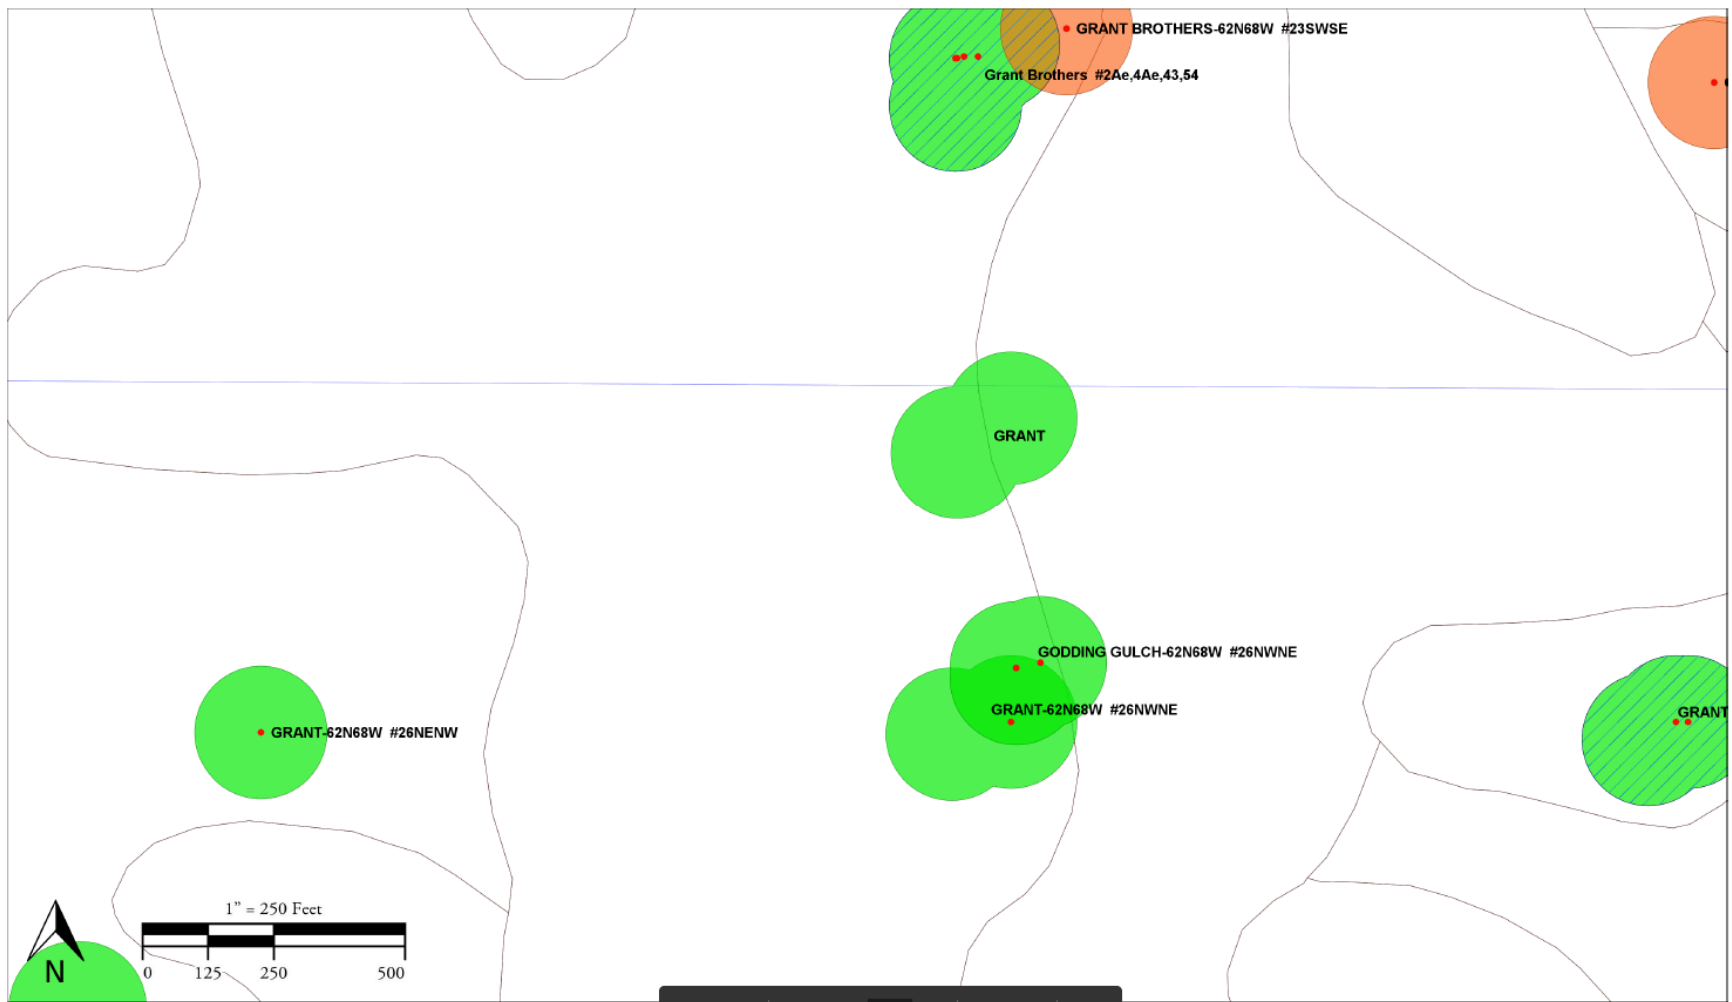 GRANT BROTHERS-62N68W #23SWSE
Grant Brothers #2Ae,4Ae,43,54
GRANT
GODDING GULCH-62N68W #26NWNE
GRANT-62N68W #26NWNE
GRANT
GRANT-62N68W #26NENW
1” = 250 Feet
N
0 125 250 500